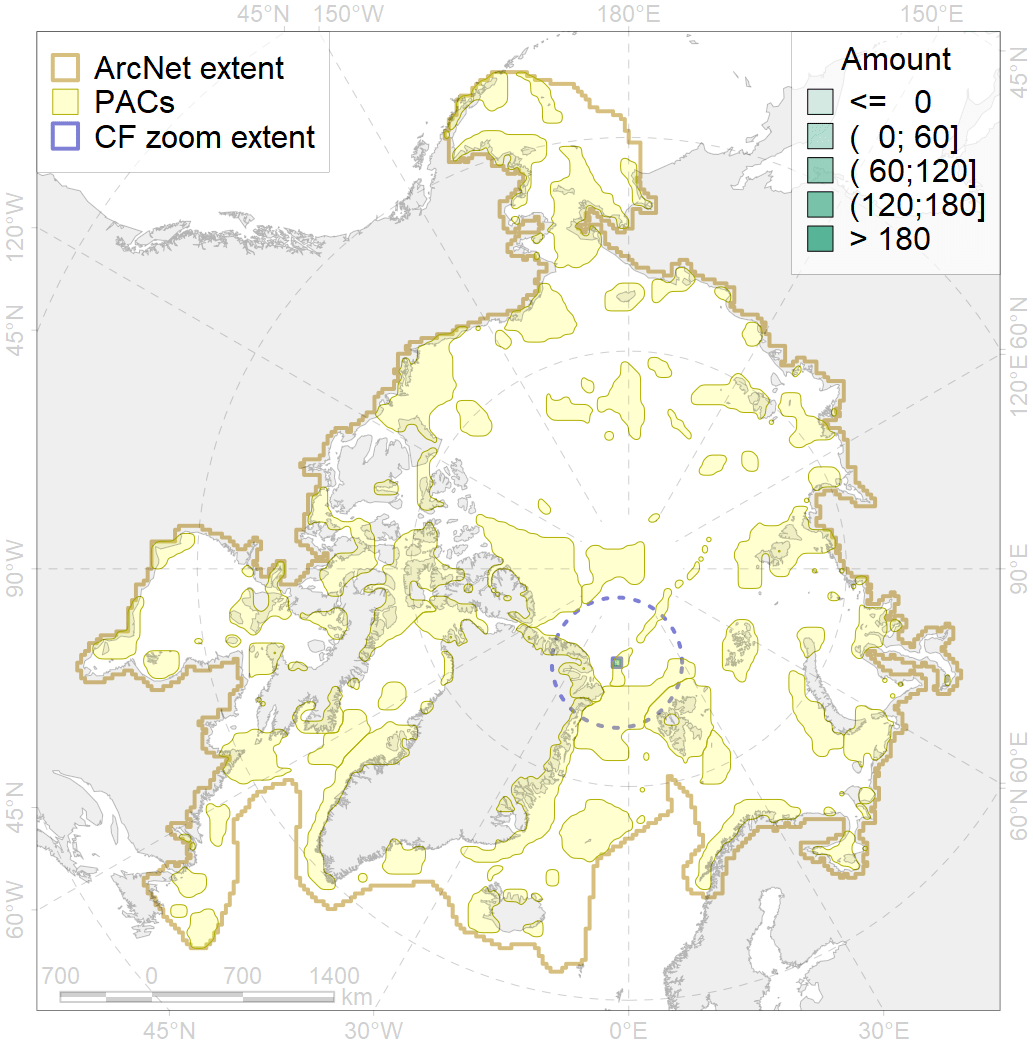 45°N 150°W 180°E 150°E
ArcNet extent
PACs
CF zoom extent
Amount
<= 0
( 0; 60]
( 60;120]
(120;180]
> 180
45°N
120°W
45°N
90°W
45°N
60°W
60°N
120°E
90°E
60°E
60°N
700 0 700 1400
km
45°N 30°W 0°E 30°E